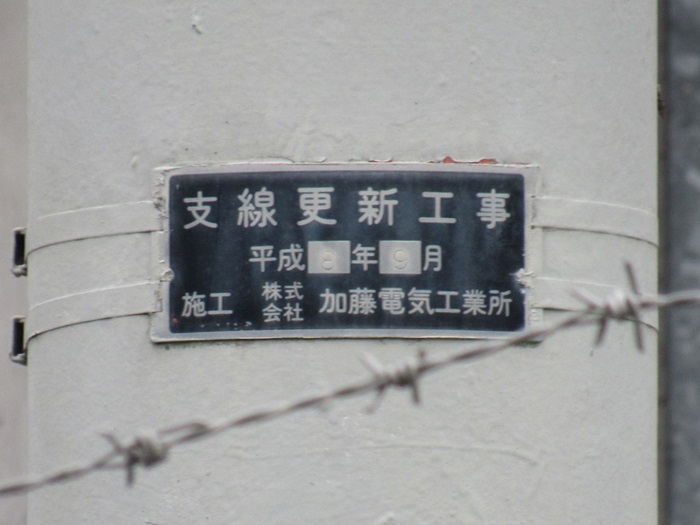 支線更新工事
平成8年9月
施工 株式会社 加藤電気工業所